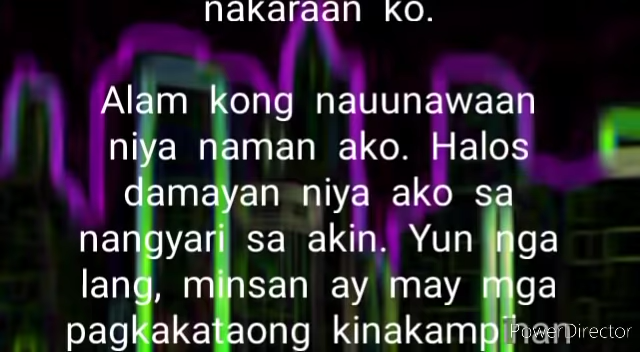 nakaraan ko.
Alam kong nauunawaan
niya naman ako. Halos
damayan niya ako sa
nangyari sa akin. Yun nga
lang, minsan ay may mga
pagkakataong kinakampihan
PowerDirector